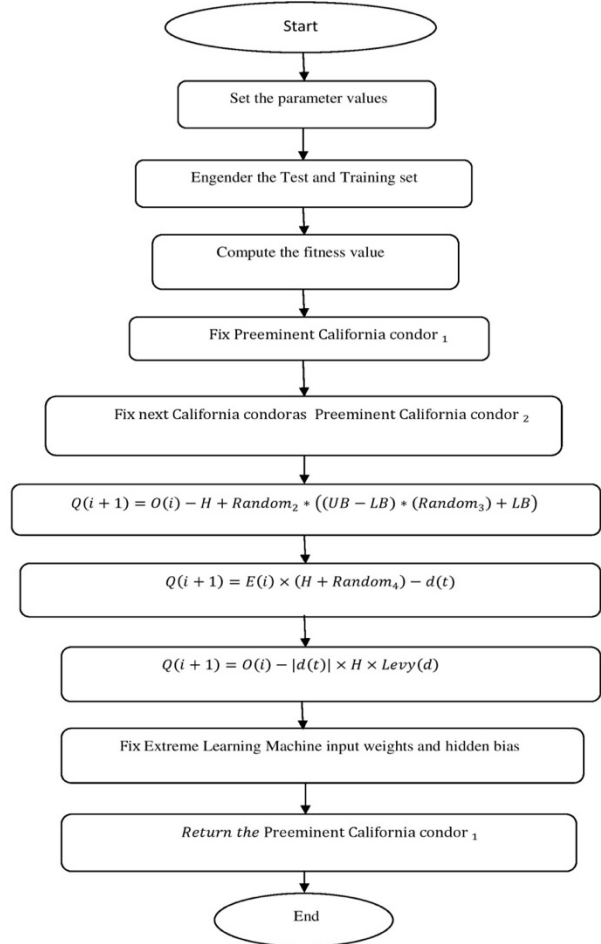 Start
Set the parameter values
Engender the Test and Training set
Compute the fitness value
Fix Preeminent California condor ₁
Fix next California condoras Preeminent California condor ₂
Q(i + 1) = O(i) − H + Random₂ ∗ ((UB − LB) ∗ (Random₃) + LB)
Q(i + 1) = E(i) × (H + Random₄) − d(t)
Q(i + 1) = O(i) − |d(t)| × H × Levy(d)
Fix Extreme Learning Machine input weights and hidden bias
Return the Preeminent California condor ₁
End